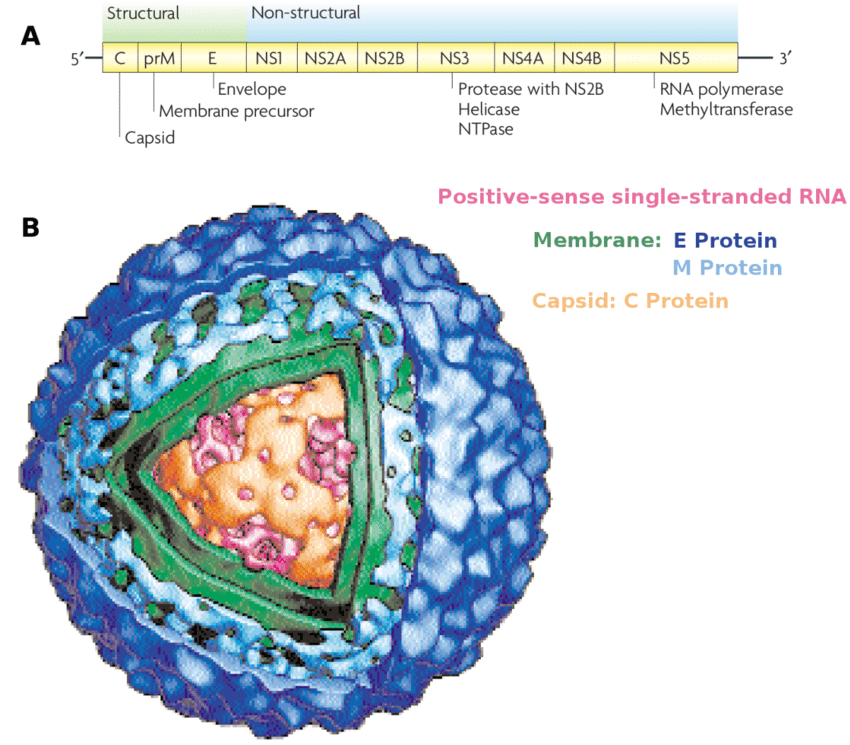 Structural Non-structural
A
5′ C prM E NS1 NS2A NS2B NS3 NS4A NS4B NS5 3′
Envelope Protease with NS2B RNA polymerase
Membrane precursor Helicase Methyltransferase
NTPase
Capsid
Positive-sense single-stranded RNA
B
Membrane: E Protein
M Protein
Capsid: C Protein